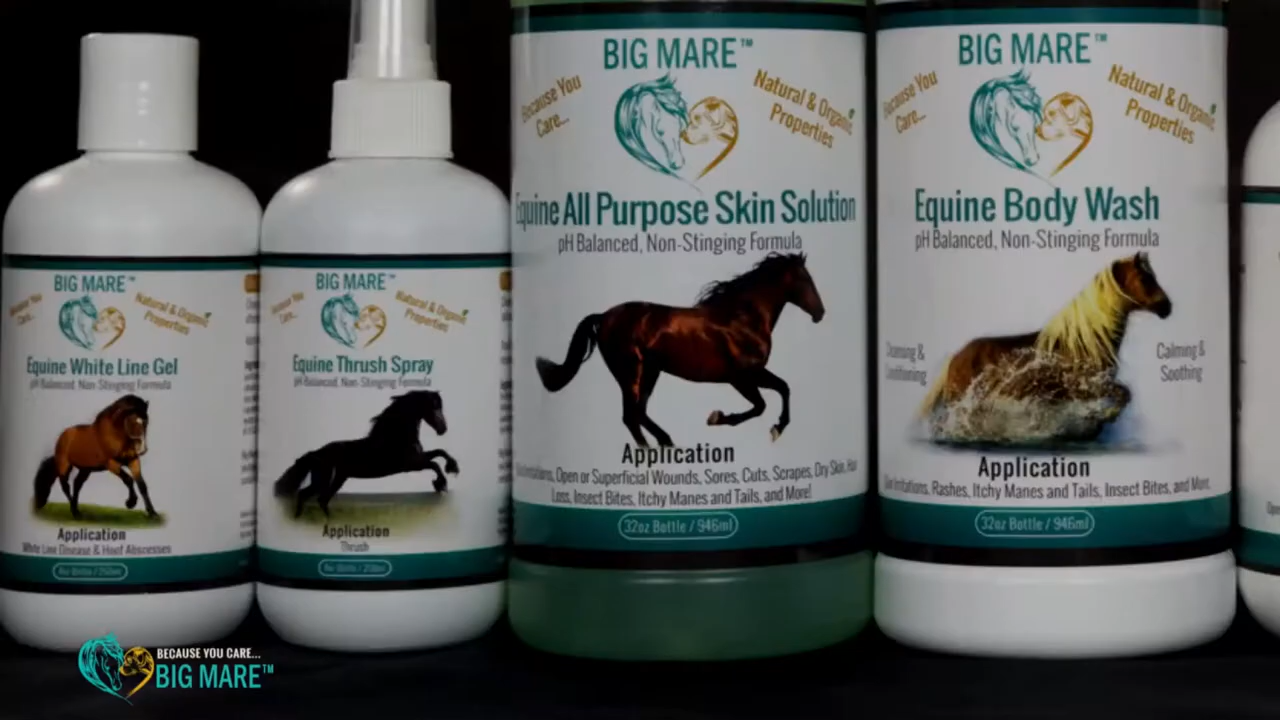 BIG MARE™
Because You
Care...
Natural & Organic
Properties
Equine White Line Gel
pH Balanced, Non-Stinging Formula
Application
White Line Disease & Hoof Abscesses
BIG MARE™
Because You
Care...
Natural & Organic
Properties
Equine Thrush Spray
pH Balanced, Non-Stinging Formula
Application
Thrush
BIG MARE™
Because You
Care...
Natural & Organic
Properties
Equine All Purpose Skin Solution
pH Balanced, Non-Stinging Formula
Application
Irritations, Open or Superficial Wounds, Sores, Cuts, Scrapes, Dry Skin, Hair
Loss, Insect Bites, Itchy Manes and Tails, and More!
32oz Bottle / 946ml
BIG MARE™
Because You
Care...
Natural & Organic
Properties
Equine Body Wash
pH Balanced, Non-Stinging Formula
Cleansing &
Conditioning
Calming &
Soothing
Application
Skin Irritations, Rashes, Itchy Manes and Tails, Insect Bites, and More.
32oz Bottle / 946ml
BECAUSE YOU CARE...
BIG MARE™